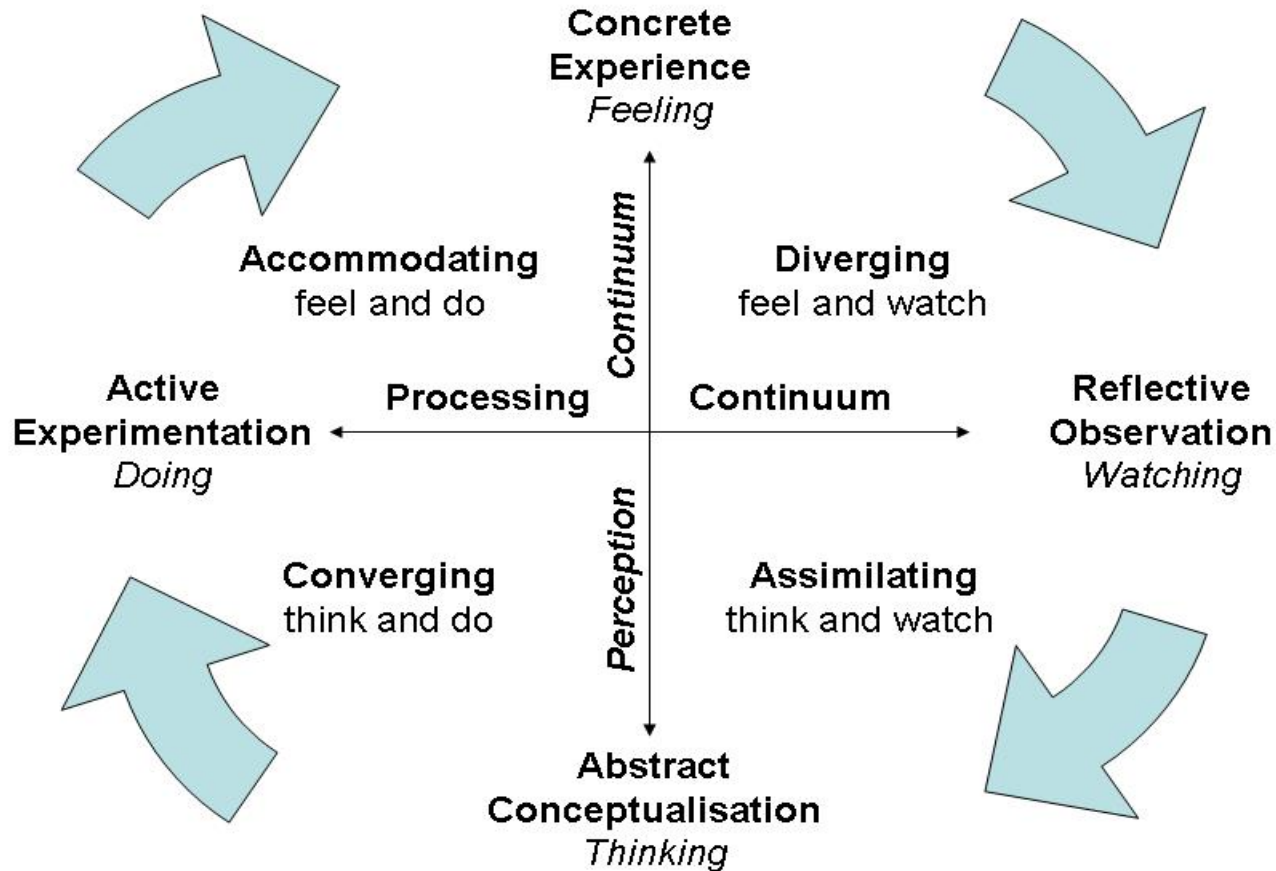 Concrete
Experience
Feeling
Continuum
Accommodating
feel and do
Diverging
feel and watch
Active
Experimentation
Doing
Processing
Continuum
Reflective
Observation
Watching
Perception
Converging
think and do
Assimilating
think and watch
Abstract
Conceptualisation
Thinking